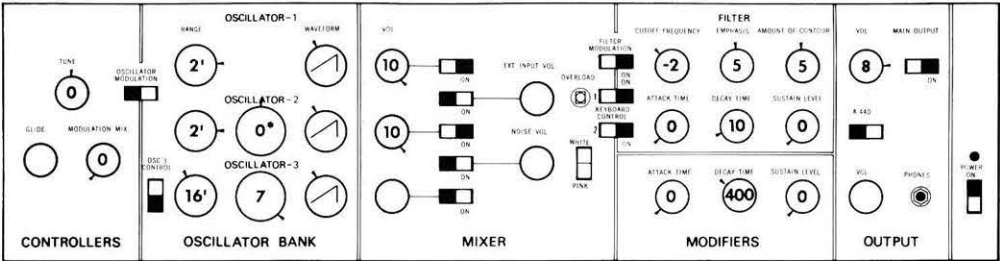 TUNE
0
OSCILLATOR MODULATION
GLIDE
MODULATION MIX
0
CONTROLLERS
OSCILLATOR-1
RANGE
WAVEFORM
2'
OSCILLATOR-2
2'
0°
OSCILLATOR-3
OSC 3 CONTROL
16'
7
OSCILLATOR BANK
VOL
10
ON
EXT INPUT VOL
OVERLOAD
ON
10
ON
NOISE VOL
ON
WHITE
PINK
ON
MIXER
FILTER
FILTER MODULATION
ON
ON
1
KEYBOARD CONTROL
2
CUTOFF FREQUENCY
EMPHASIS
AMOUNT OF CONTOUR
-2
5
5
ATTACK TIME
DECAY TIME
SUSTAIN LEVEL
0
10
0
ATTACK TIME
DECAY TIME
SUSTAIN LEVEL
0
400
0
MODIFIERS
VOL
MAIN OUTPUT
8
ON
A-440
VOL
PHONES
OUTPUT
POWER
ON